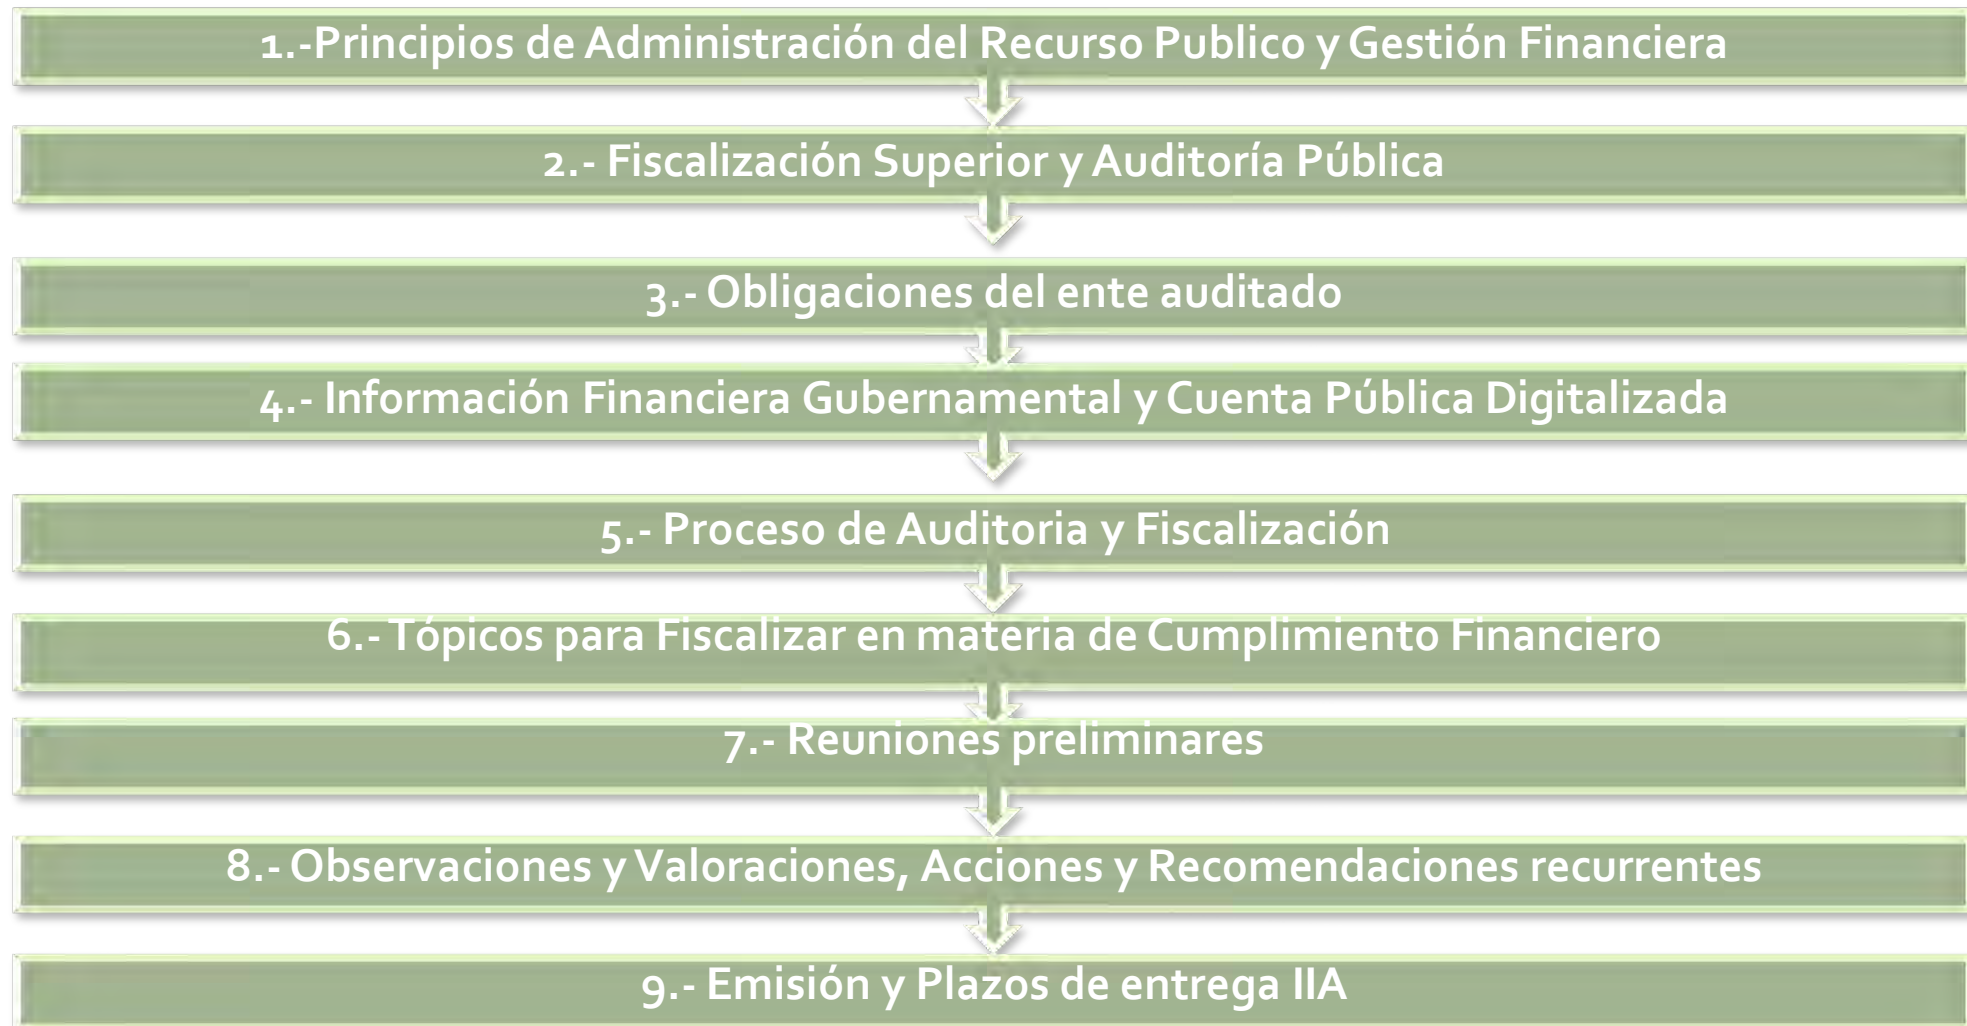 1.-Principios de Administración del Recurso Publico y Gestión Financiera
2.- Fiscalización Superior y Auditoría Pública
3.- Obligaciones del ente auditado
4.- Información Financiera Gubernamental y Cuenta Pública Digitalizada
5.- Proceso de Auditoria y Fiscalización
6.- Tópicos para Fiscalizar en materia de Cumplimiento Financiero
7.- Reuniones preliminares
8.- Observaciones y Valoraciones, Acciones y Recomendaciones recurrentes
9.- Emisión y Plazos de entrega IIA